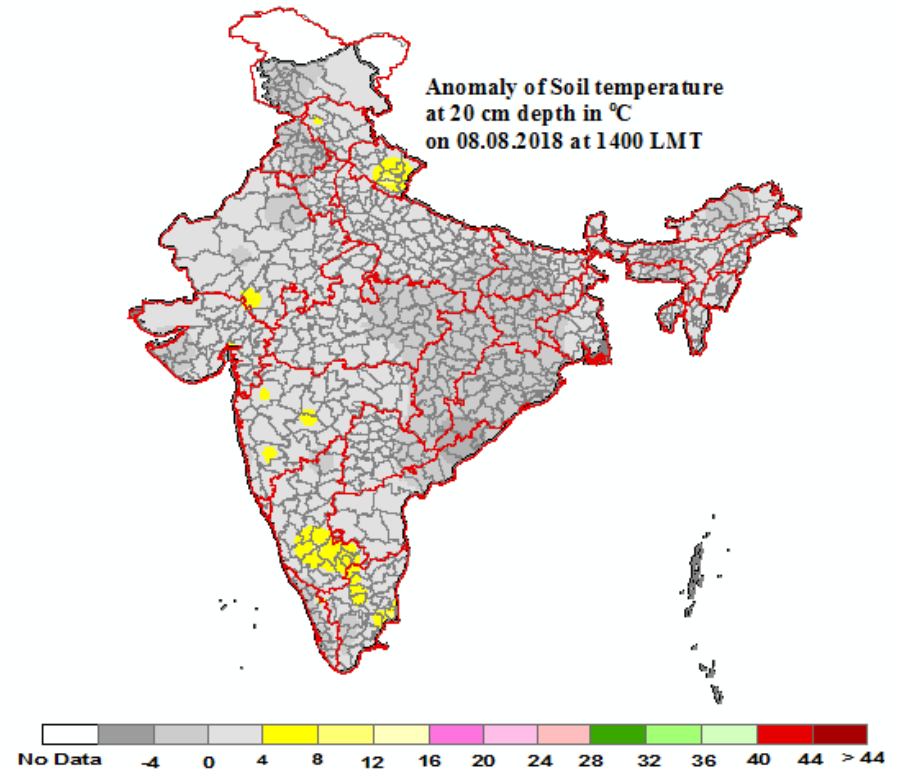 Anomaly of Soil temperature
at 20 cm depth in ⁰C
on 08.08.2018 at 1400 LMT
No Data -4 0 4 8 12 16 20 24 28 32 36 40 44 > 44